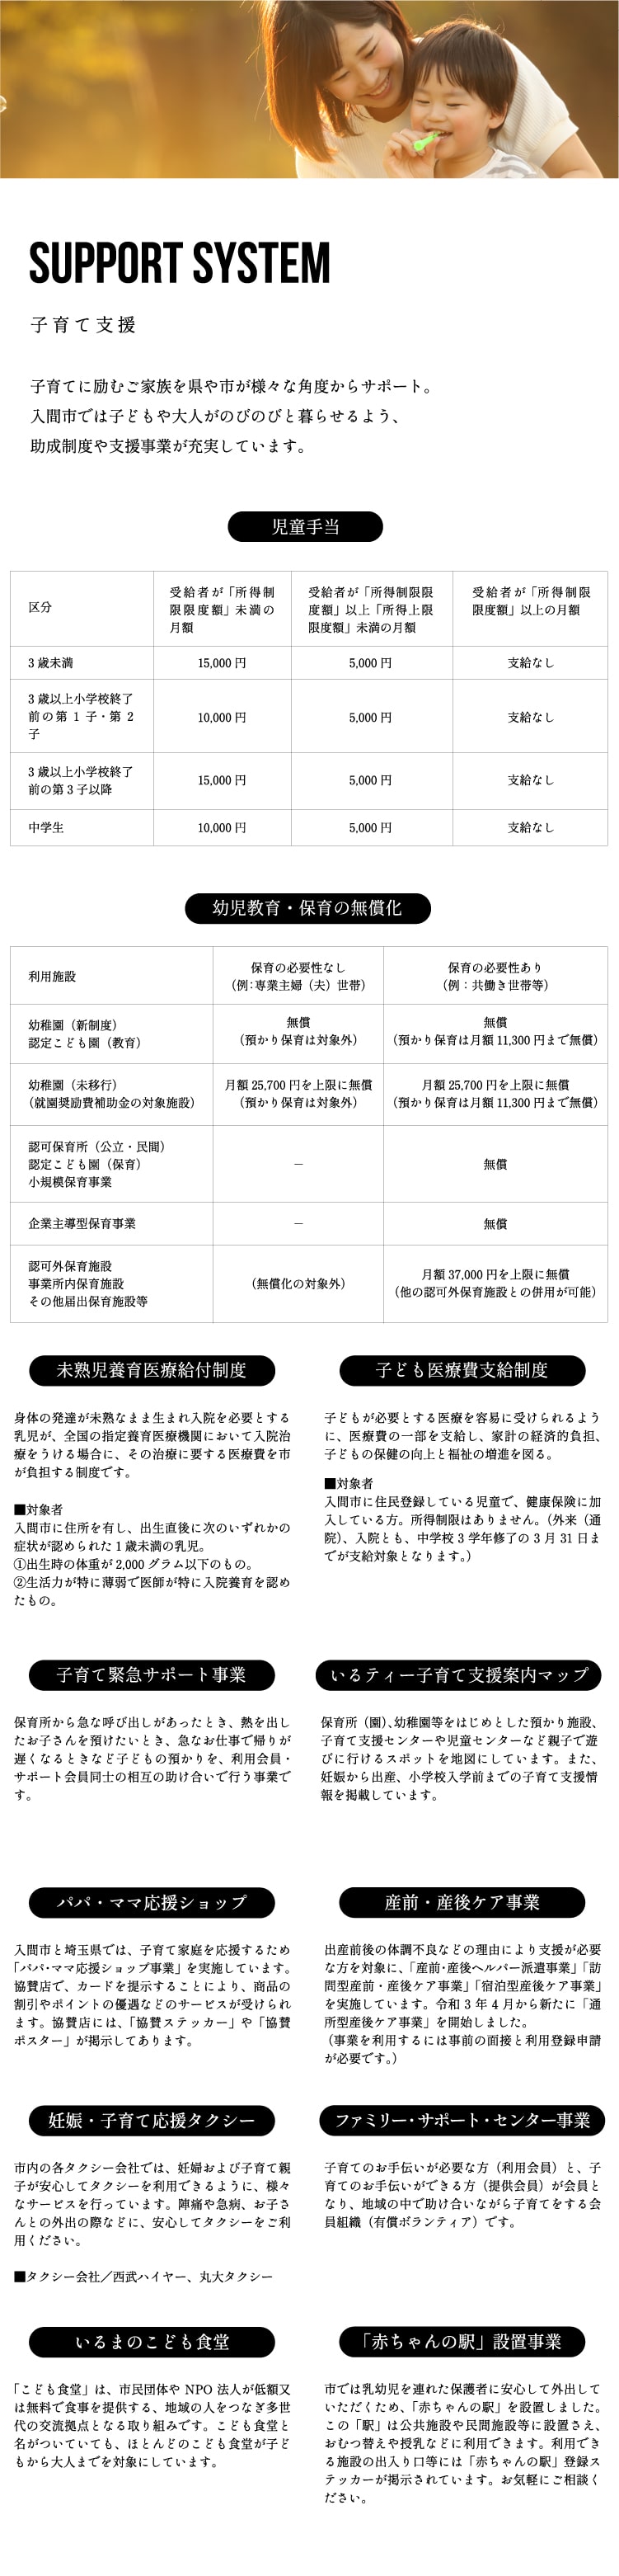 SUPPORT SYSTEM
子育て支援
子育てに励むご家族を県や市が様々な角度からサポート。
入間市では子どもや大人がのびのびと暮らせるよう、
助成制度や支援事業が充実しています。
児童手当
区分
受給者が「所得制
限限度額」未満の
月額
受給者が「所得制限限
度額」以上「所得上限
限度額」未満の月額
受給者が「所得制限
限度額」以上の月額
3 歳未満
15,000 円
5,000 円
支給なし
3 歳以上小学校終了
前の第 1 子・第 2
子
10,000 円
5,000 円
支給なし
3 歳以上小学校終了
前の第 3 子以降
15,000 円
5,000 円
支給なし
中学生
10,000 円
5,000 円
支給なし
幼児教育・保育の無償化
利用施設
保育の必要性なし
（例：専業主婦（夫）世帯）
保育の必要性あり
（例：共働き世帯等）
幼稚園（新制度）
認定こども園（教育）
無償
（預かり保育は対象外）
無償
（預かり保育は月額 11,300 円まで無償）
幼稚園（未移行）
（就園奨励費補助金の対象施設）
月額 25,700 円を上限に無償
（預かり保育は対象外）
月額 25,700 円を上限に無償
（預かり保育は月額 11,300 円まで無償）
認可保育所（公立・民間）
認定こども園（保育）
小規模保育事業
－
無償
企業主導型保育事業
－
無償
認可外保育施設
事業所内保育施設
その他届出保育施設等
（無償化の対象外）
月額 37,000 円を上限に無償
（他の認可外保育施設との併用が可能）
未熟児養育医療給付制度
身体の発達が未熟なまま生まれ入院を必要とする
乳児が、全国の指定養育医療機関において入院治
療をうける場合に、その治療に要する医療費を市
が負担する制度です。
■対象者
入間市に住所を有し、出生直後に次のいずれかの
症状が認められた 1 歳未満の乳児。
①出生時の体重が 2,000 グラム以下のもの。
②生活力が特に薄弱で医師が特に入院養育を認め
たもの。
子ども医療費支給制度
子どもが必要とする医療を容易に受けられるよう
に、医療費の一部を支給し、家計の経済的負担、
子どもの保健の向上と福祉の増進を図る。
■対象者
入間市に住民登録している児童で、健康保険に加
入している方。所得制限はありません。（外来（通
院）、入院とも、中学校 3 学年修了の 3 月 31 日ま
でが支給対象となります。）
子育て緊急サポート事業
保育所から急な呼び出しがあったとき、熱を出し
たお子さんを預けたいとき、急なお仕事で帰りが
遅くなるときなど子どもの預かりを、利用会員・
サポート会員同士の相互の助け合いで行う事業で
す。
いるティー子育て支援案内マップ
保育所（園）、幼稚園等をはじめとした預かり施設、
子育て支援センターや児童センターなど親子で遊
びに行けるスポットを地図にしています。また、
妊娠から出産、小学校入学前までの子育て支援情
報を掲載しています。
パパ・ママ応援ショップ
入間市と埼玉県では、子育て家庭を応援するため
「パパ・ママ応援ショップ事業」を実施しています。
協賛店で、カードを提示することにより、商品の
割引やポイントの優遇などのサービスが受けられ
ます。協賛店には、「協賛ステッカー」や「協賛
ポスター」が掲示してあります。
産前・産後ケア事業
出産前後の体調不良などの理由により支援が必要
な方を対象に、「産前・産後ヘルパー派遣事業」「訪
問型産前・産後ケア事業」「宿泊型産後ケア事業」
を実施しています。令和 3 年 4 月から新たに「通
所型産後ケア事業」を開始しました。
（事業を利用するには事前の面接と利用登録申請
が必要です。）
妊娠・子育て応援タクシー
市内の各タクシー会社では、妊婦および子育て親
子が安心してタクシーを利用できるように、様々
なサービスを行っています。陣痛や急病、お子さ
んとの外出の際などに、安心してタクシーをご利
用ください。
■タクシー会社／西武ハイヤー、丸大タクシー
ファミリー・サポート・センター事業
子育てのお手伝いが必要な方（利用会員）と、子
育てのお手伝いができる方（提供会員）が会員と
なり、地域の中で助け合いながら子育てをする会
員組織（有償ボランティア）です。
いるまのこども食堂
「こども食堂」は、市民団体や NPO 法人が低額又
は無料で食事を提供する、地域の人をつなぎ多世
代の交流拠点となる取り組みです。こども食堂と
名がついていても、ほとんどのこども食堂が子ど
もから大人までを対象にしています。
「赤ちゃんの駅」設置事業
市では乳幼児を連れた保護者に安心して外出して
いただくため、「赤ちゃんの駅」を設置しました。
この「駅」は公共施設や民間施設等に設置さえ、
おむつ替えや授乳などに利用できます。利用でき
る施設の出入り口等には「赤ちゃんの駅」登録ス
テッカーが掲示されています。お気軽にご相談く
ださい。